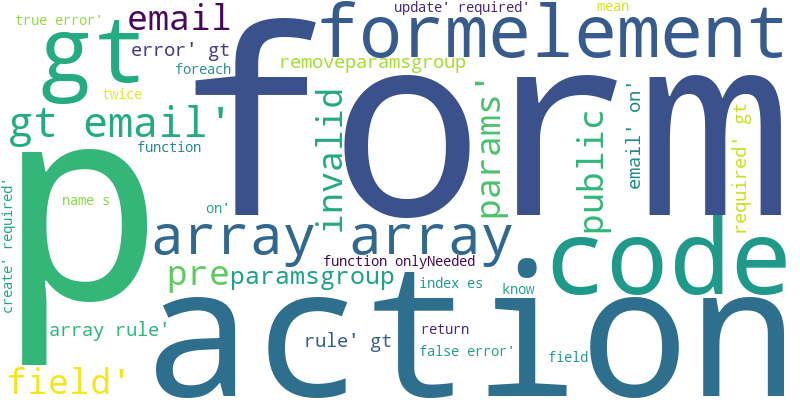 update' required'
mean
true error'
email
formelement
gt
error' gt
removeparamsgroup
foreach
form
twice
gt email'
invalid
params'
public
email' on'
required' gt
function
p
create' required'
name s
on'
array array
code
function onlyNeeded
pre
paramsgroup
action
index es
know
array rule'
rule' gt
return
false error'
field
field'